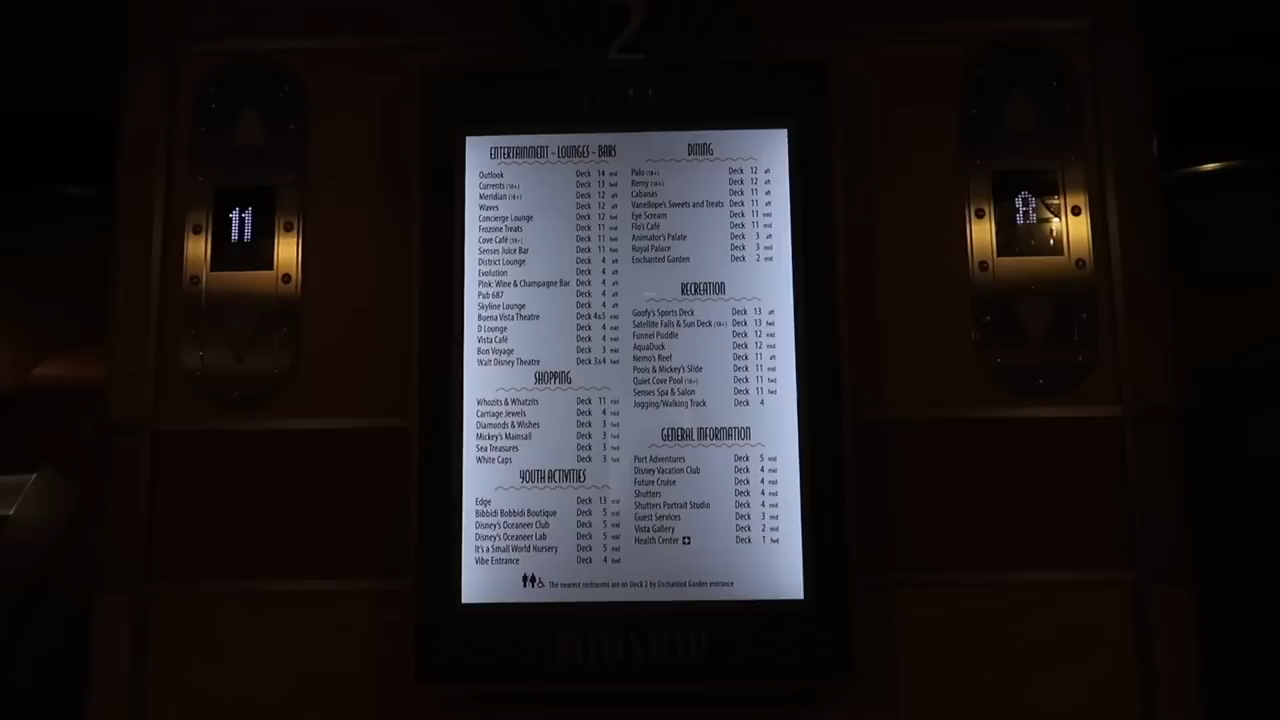 2
DECK
11
ENTERTAINMENT - LOUNGES - BARS
Outlook Deck 14 mid
Currents (18+) Deck 13 fwd
Meridian (18+) Deck 12 aft
Waves Deck 12 aft
Concierge Lounge Deck 12 fwd
Frozone Treats Deck 11 mid
Cove Café (18+) Deck 11 fwd
Senses Juice Bar Deck 11 fwd
District Lounge Deck 4 aft
Evolution Deck 4 aft
Pink: Wine & Champagne Bar Deck 4 aft
Pub 687 Deck 4 aft
Skyline Lounge Deck 4 aft
Buena Vista Theatre Deck 4&5 mid
D Lounge Deck 4 mid
Vista Café Deck 4 mid
Bon Voyage Deck 3 mid
Walt Disney Theatre Deck 3&4 fwd
SHOPPING
Whozits & Whatzits Deck 11 mid
Carriage Jewels Deck 4 mid
Diamonds & Wishes Deck 3 fwd
Mickey's Mainsail Deck 3 fwd
Sea Treasures Deck 3 fwd
White Caps Deck 3 fwd
YOUTH ACTIVITIES
Edge Deck 13 mid
Bibbidi Bobbidi Boutique Deck 5 mid
Disney's Oceaneer Club Deck 5 mid
Disney's Oceaneer Lab Deck 5 mid
It's a Small World Nursery Deck 5 mid
Vibe Entrance Deck 4 fwd
DINING
Palo (18+) Deck 12 aft
Remy (18+) Deck 12 aft
Cabanas Deck 11 aft
Vanellope's Sweets and Treats Deck 11 aft
Eye Scream Deck 11 mid
Flo's Café Deck 11 mid
Animator's Palate Deck 3 aft
Royal Palace Deck 3 mid
Enchanted Garden Deck 2 mid
RECREATION
Goofy's Sports Deck Deck 13 aft
Satellite Falls & Sun Deck (18+) Deck 13 fwd
Funnel Puddle Deck 12 mid
AquaDuck Deck 12 mid
Nemo's Reef Deck 11 aft
Pools & Mickey's Slide Deck 11 mid
Quiet Cove Pool (18+) Deck 11 fwd
Senses Spa & Salon Deck 11 fwd
Jogging/Walking Track Deck 4
GENERAL INFORMATION
Port Adventures Deck 5 mid
Disney Vacation Club Deck 4 mid
Future Cruise Deck 4 mid
Shutters Deck 4 mid
Shutters Portrait Studio Deck 4 mid
Guest Services Deck 3 mid
Vista Gallery Deck 2 mid
Health Center Deck 1 fwd
The nearest restrooms are on Deck 2 by Enchanted Garden entrance
MIDSHIP